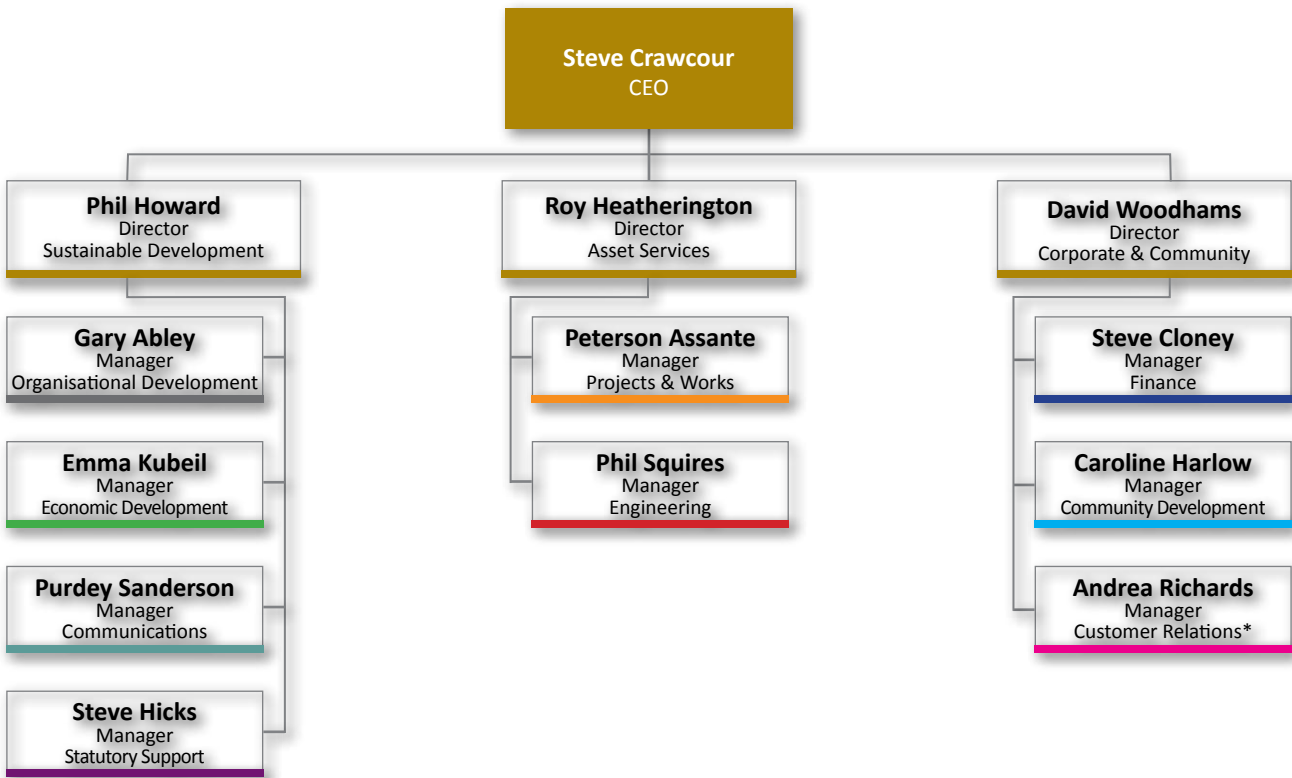 Steve Crawcour
CEO
Phil Howard
Director
Sustainable Development
Roy Heatherington
Director
Asset Services
David Woodhams
Director
Corporate & Community
Gary Abley
Manager
Organisational Development
Emma Kubeil
Manager
Economic Development
Purdey Sanderson
Manager
Communications
Steve Hicks
Manager
Statutory Support
Peterson Assante
Manager
Projects & Works
Phil Squires
Manager
Engineering
Steve Cloney
Manager
Finance
Caroline Harlow
Manager
Community Development
Andrea Richards
Manager
Customer Relations*